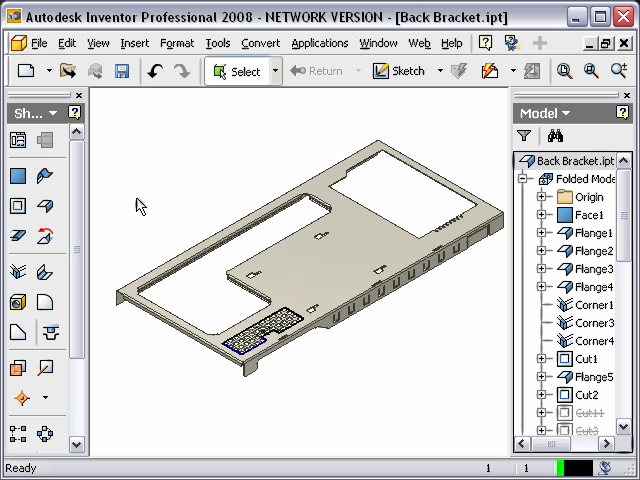 Autodesk Inventor Professional 2008 - NETWORK VERSION - [Back Bracket.ipt]
File Edit View Insert Format Tools Convert Applications Window Web Help
Select Return Sketch
Sh...
Model
Back Bracket.ipt
Folded Mode
Origin
Face1
Flange1
Flange2
Flange3
Flange4
Corner1
Corner3
Corner4
Cut1
Flange5
Cut2
Cut11
Cut3
Ready 1 1